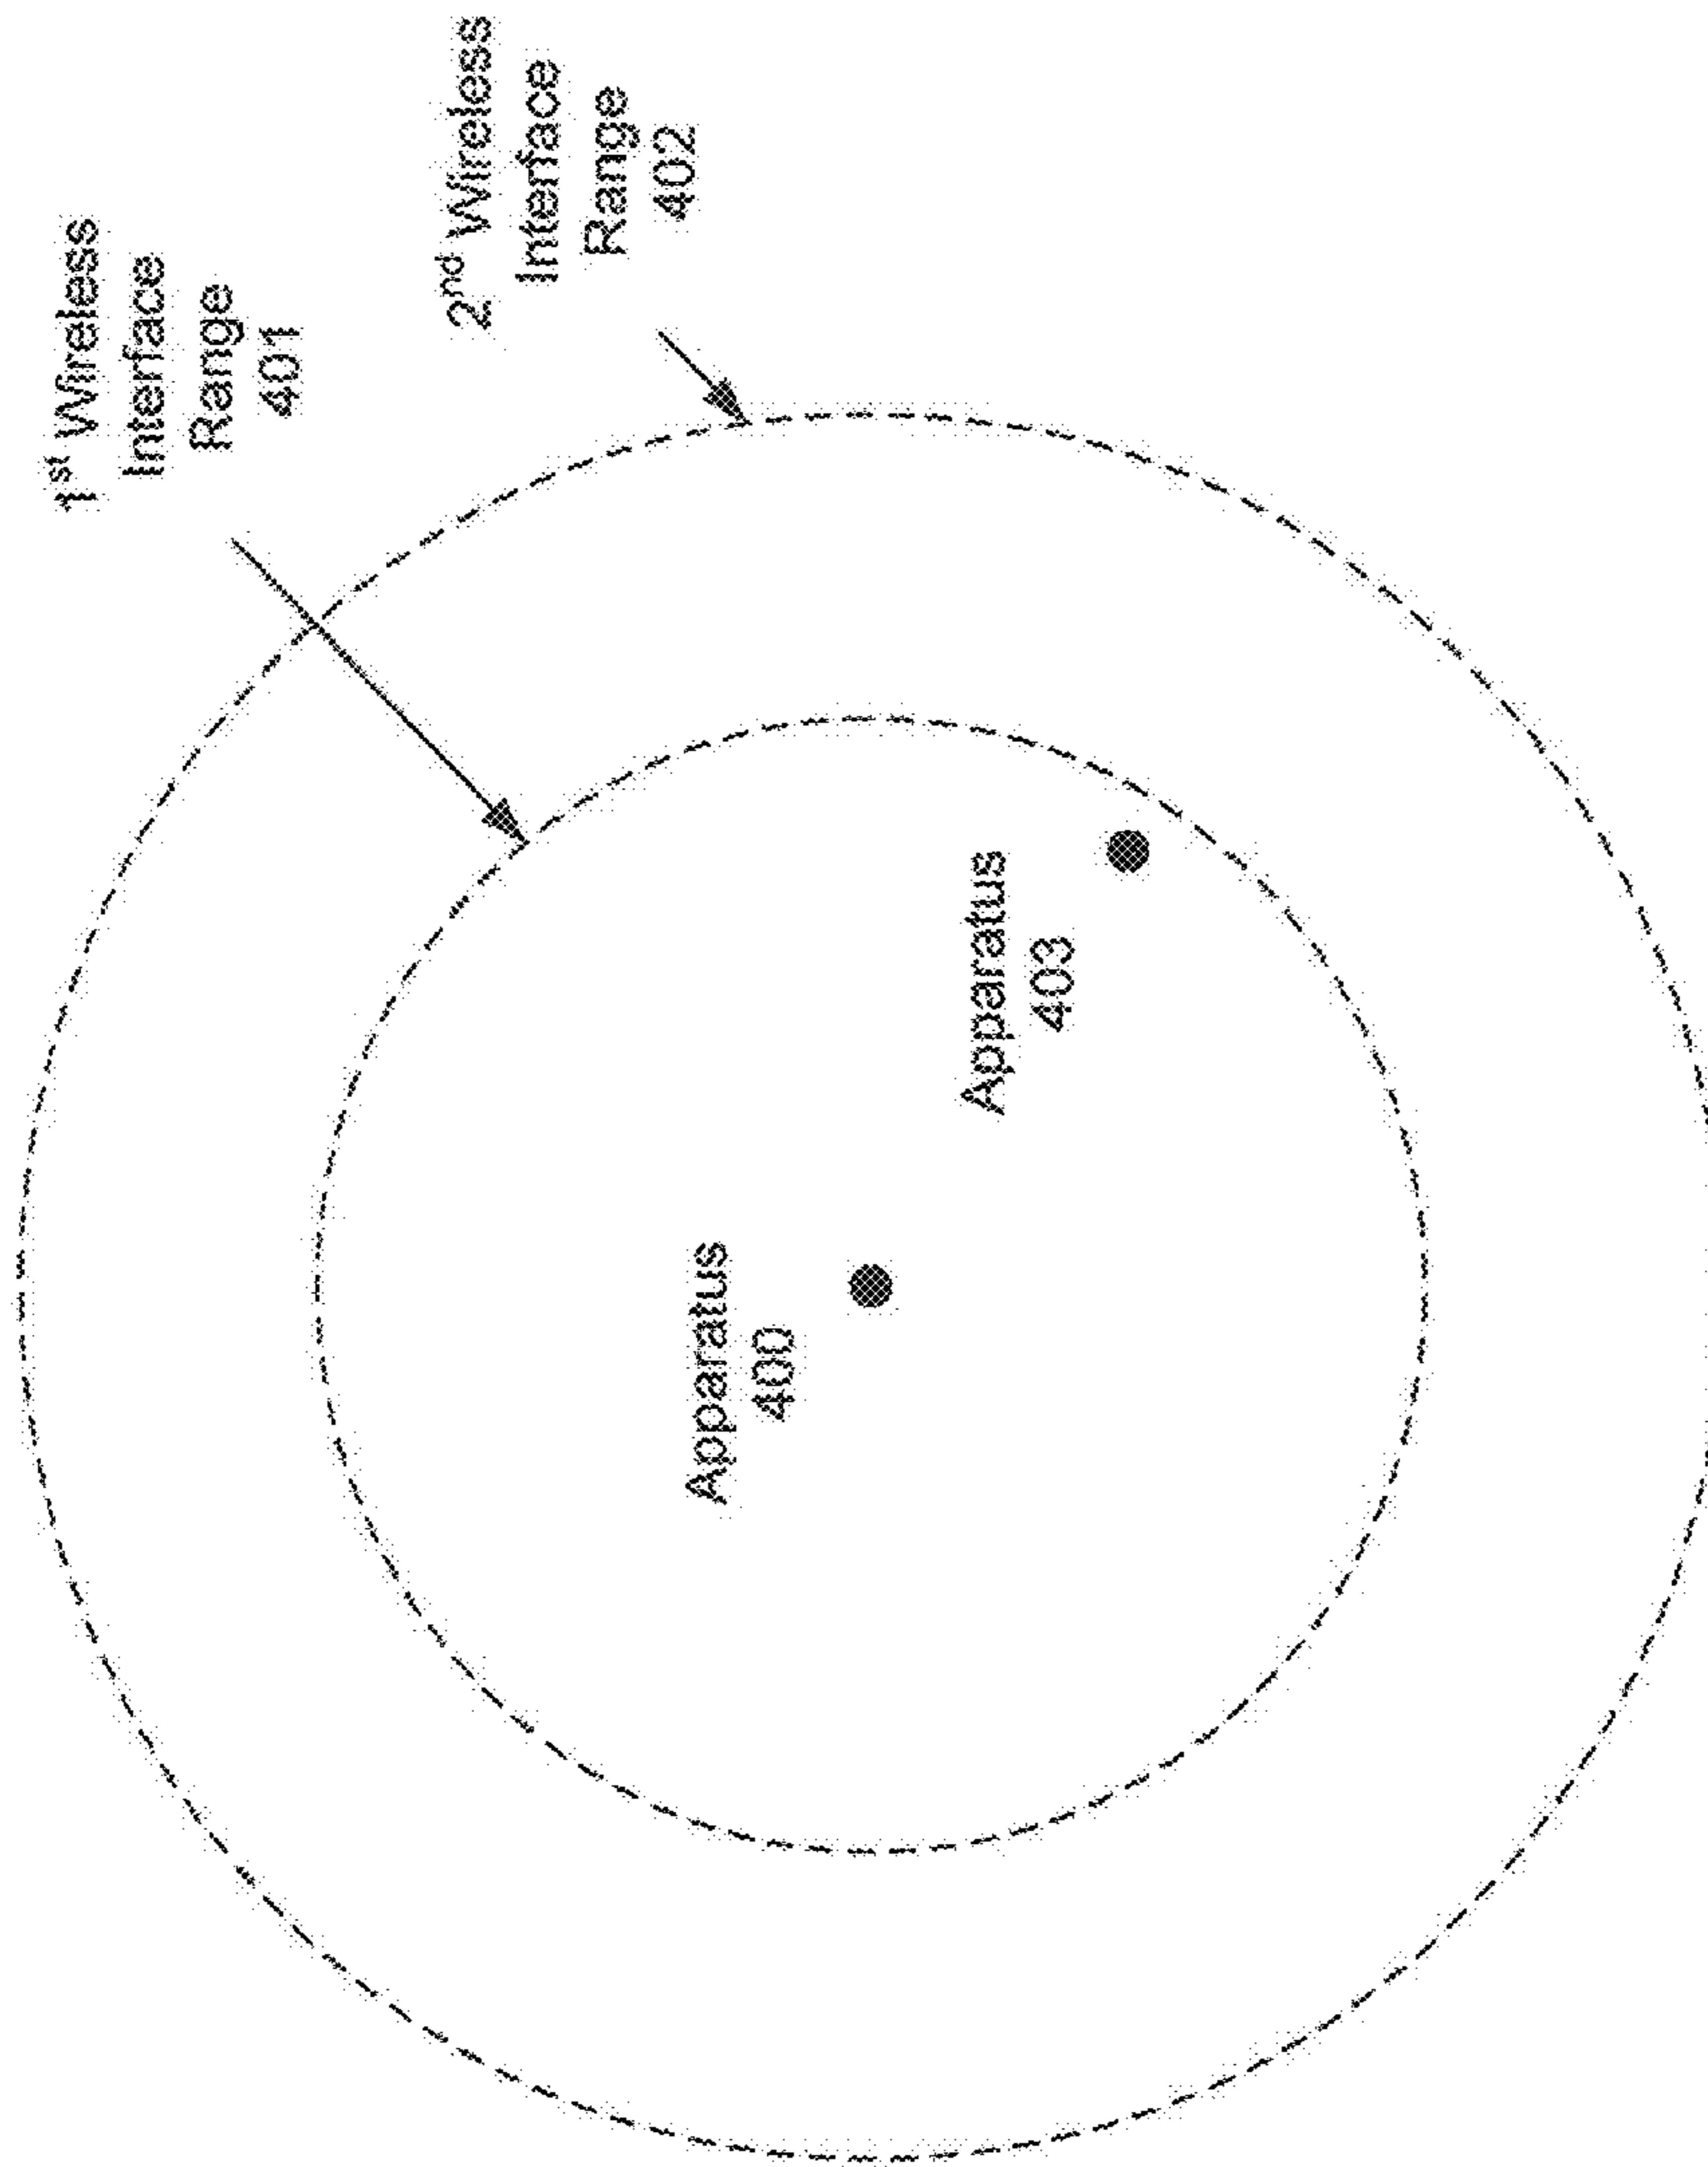 1st Wireless
Interface
Range
401
2nd Wireless
Interface
Range
402
Apparatus
400
Apparatus
403